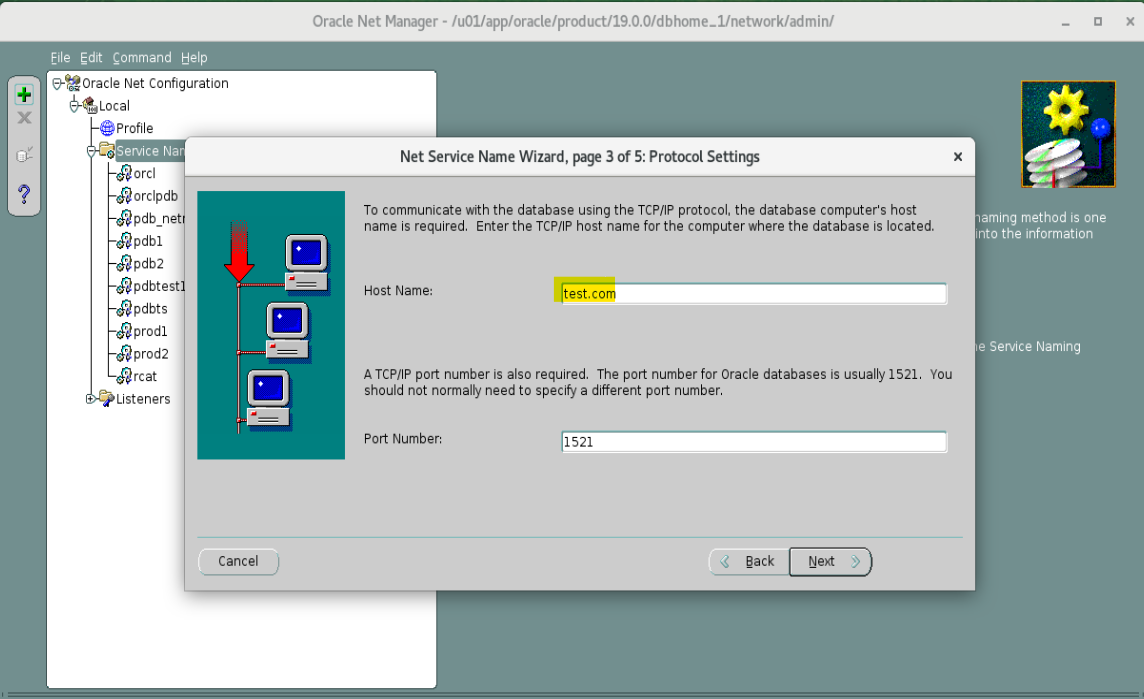 Oracle Net Manager - /u01/app/oracle/product/19.0.0/dbhome_1/network/admin/
File Edit Command Help
Oracle Net Configuration
Local
Profile
Service Nam
orcl
orclpdb
pdb_netr
pdb1
pdb2
pdbtest1
pdbts
prod1
prod2
rcat
Listeners
Net Service Name Wizard, page 3 of 5: Protocol Settings
To communicate with the database using the TCP/IP protocol, the database computer's host
name is required. Enter the TCP/IP host name for the computer where the database is located.
Host Name:
test.com
A TCP/IP port number is also required. The port number for Oracle databases is usually 1521. You
should not normally need to specify a different port number.
Port Number:
1521
Cancel
Back
Next
naming method is one
into the information
e Service Naming